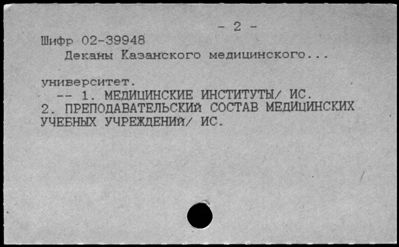 - 2 -
Шифр 02-39948
Деканы Казанского медицинского...
университет.
-- 1. МЕДИЦИНСКИЕ ИНСТИТУТЫ/ ИС.
2. ПРЕПОДАВАТЕЛЬСКИЙ СОСТАВ МЕДИЦИНСКИХ
УЧЕБНЫХ УЧРЕЖДЕНИЙ/ ИС.